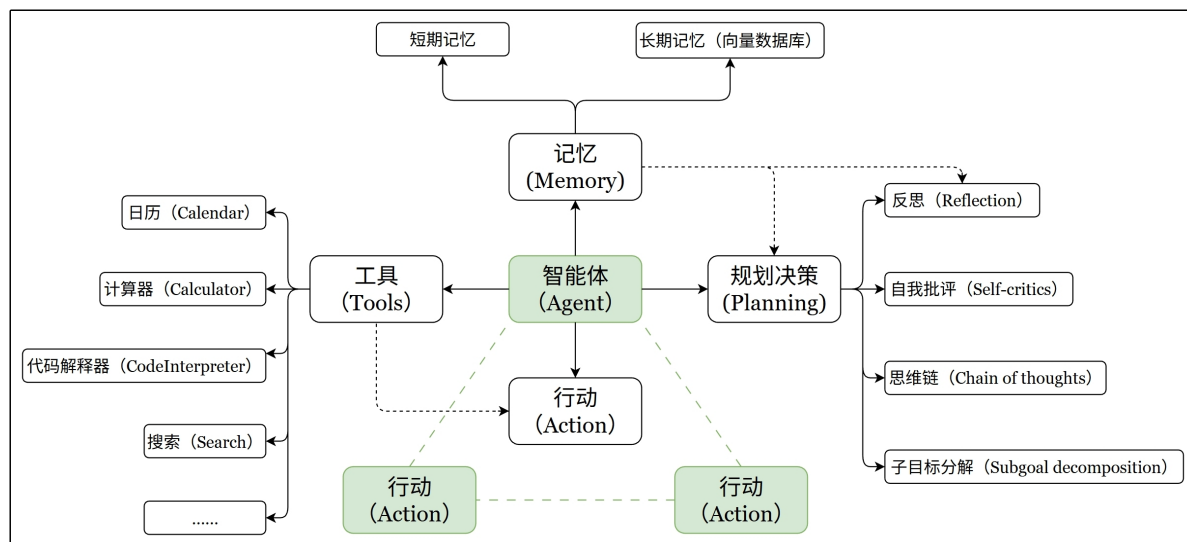 短期记忆
长期记忆（向量数据库）
记忆
(Memory)
日历（Calendar）
反思（Reflection）
工具
（Tools）
智能体
（Agent）
规划决策
(Planning)
计算器（Calculator）
自我批评（Self-critics）
代码解释器（CodeInterpreter）
思维链（Chain of thoughts）
行动
（Action）
搜索（Search）
子目标分解（Subgoal decomposition）
行动
（Action）
行动
（Action）
……